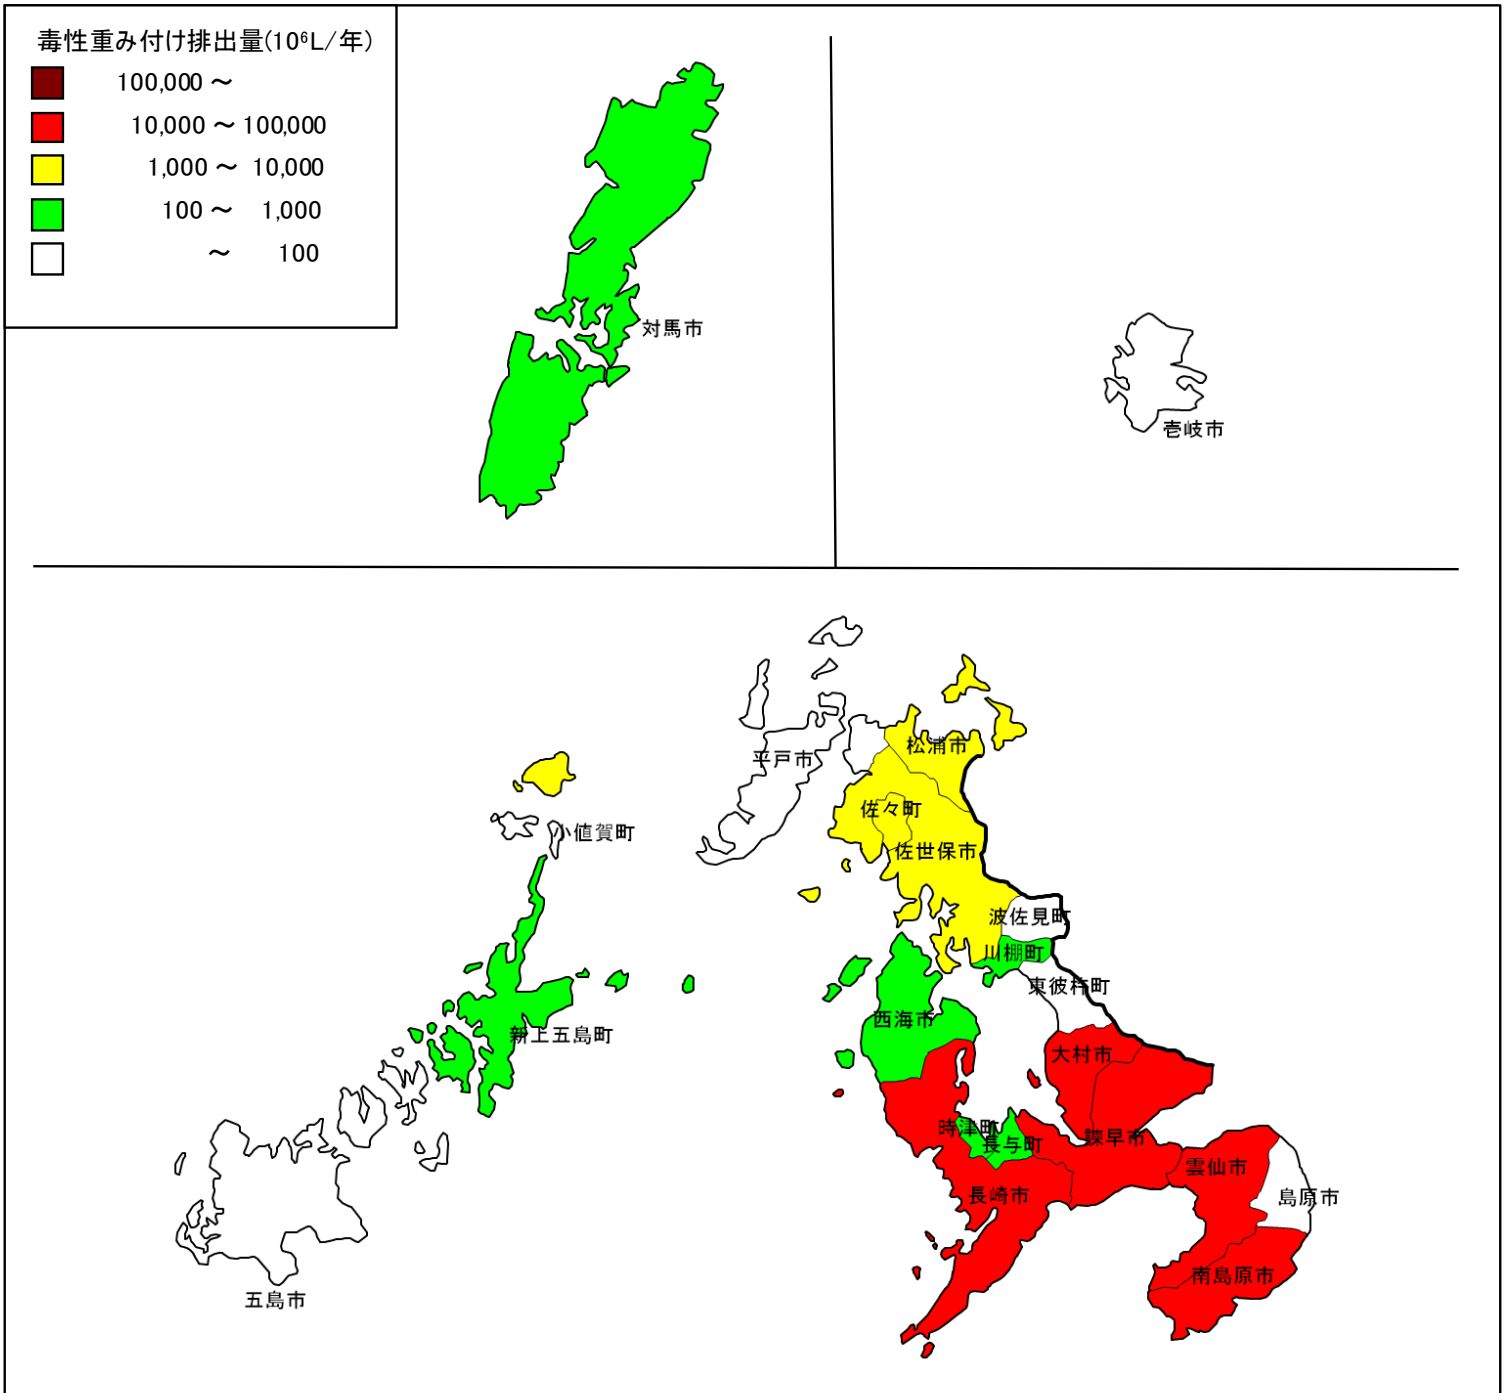 毒性重み付け排出量(10⁶L/年)
100,000 ~
10,000 ~ 100,000
1,000 ~ 10,000
100 ~ 1,000
~ 100
対馬市
壱岐市
平戸市
松浦市
佐々町
小値賀町
佐世保市
波佐見町
川棚町
東彼杵町
西海市
新上五島町
大村市
時津町
長与町
諫早市
雲仙市
長崎市
島原市
南島原市
五島市